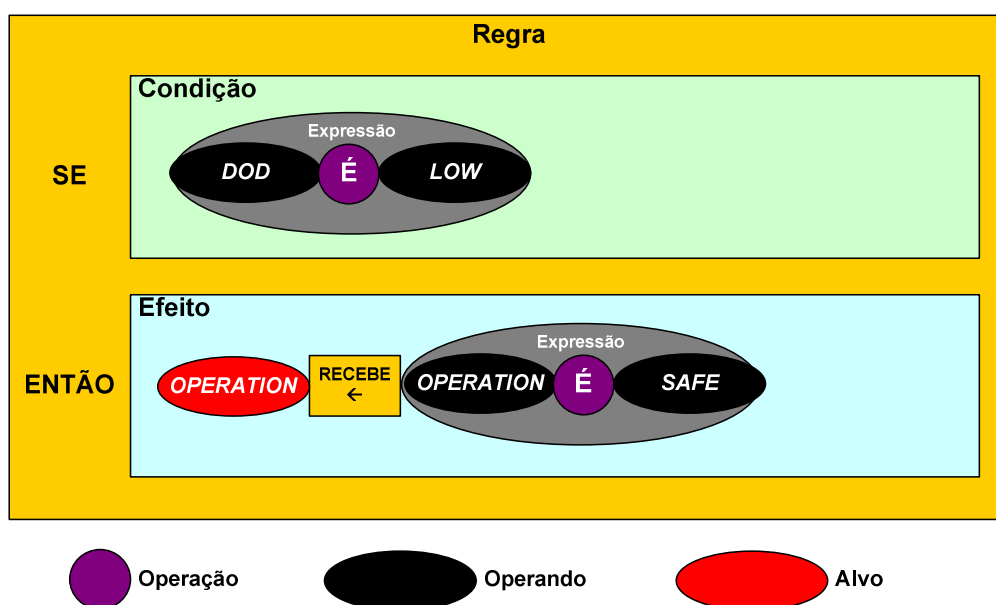 Regra
Condição
Expressão
SE
DOD É LOW
Efeito
Expressão
ENTÃO
OPERATION RECEBE ← OPERATION É SAFE
Operação Operando Alvo